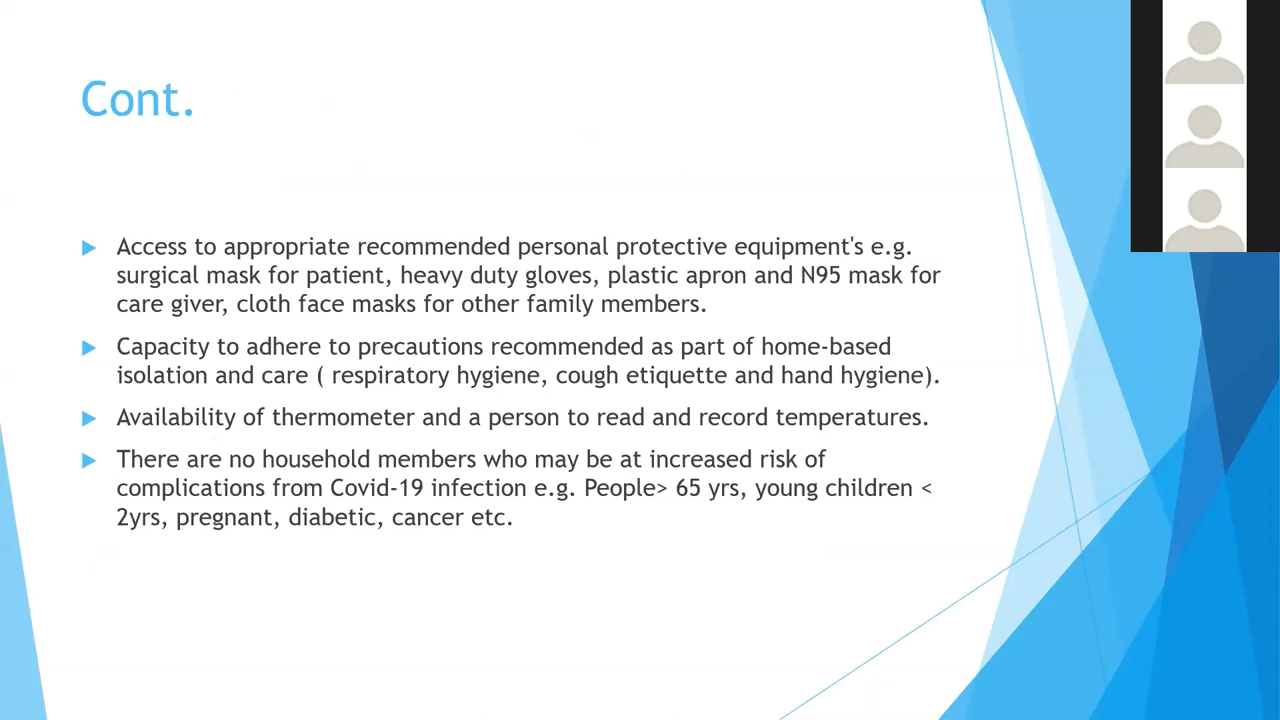 Cont.
Access to appropriate recommended personal protective equipment's e.g.
surgical mask for patient, heavy duty gloves, plastic apron and N95 mask for
care giver, cloth face masks for other family members.
Capacity to adhere to precautions recommended as part of home-based
isolation and care ( respiratory hygiene, cough etiquette and hand hygiene).
Availability of thermometer and a person to read and record temperatures.
There are no household members who may be at increased risk of
complications from Covid-19 infection e.g. People> 65 yrs, young children <
2yrs, pregnant, diabetic, cancer etc.